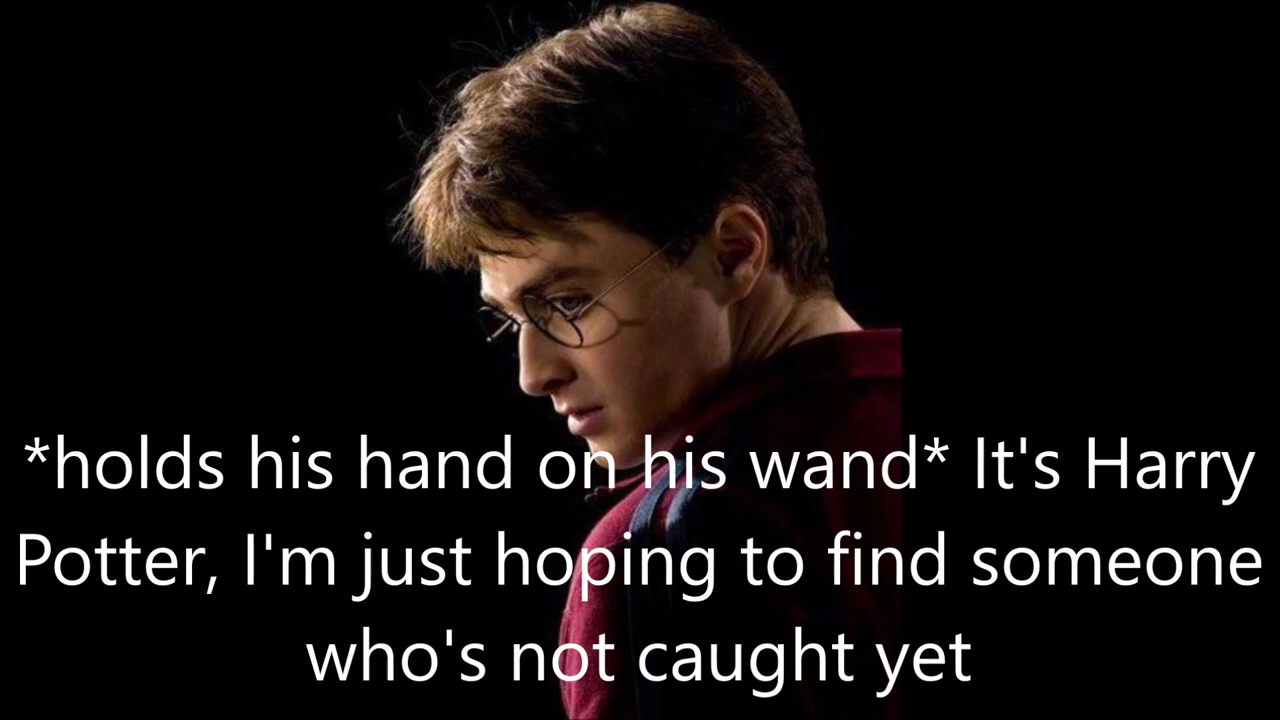 *holds his hand on his wand* It's Harry
Potter, I'm just hoping to find someone
who's not caught yet